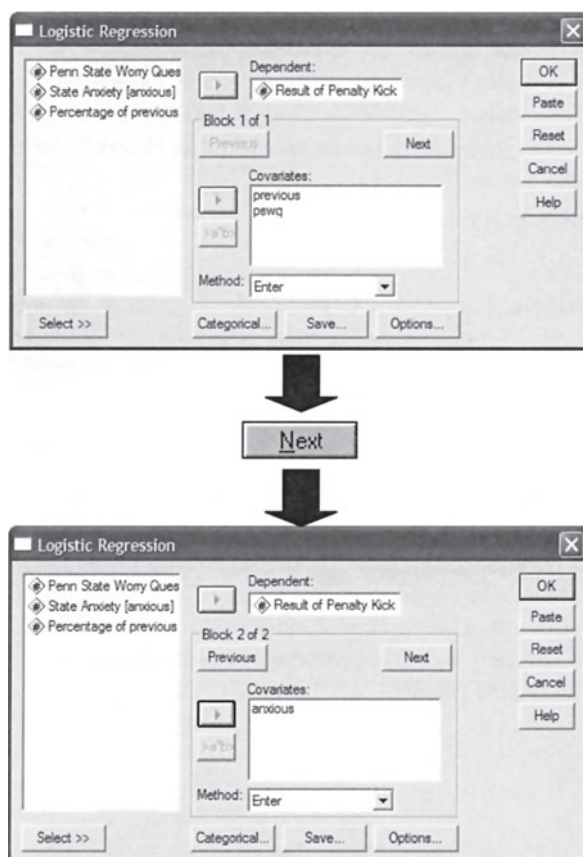 Logistic Regression
Penn State Worry Ques
State Anxiety [anxious]
Percentage of previous
Dependent:
Result of Penalty Kick
Block 1 of 1
Previous
Next
Covariates:
previous
pswq
>a*b>
Method:
Enter
Select >>
Categorical...
Save...
Options...
OK
Paste
Reset
Cancel
Help
Next
Logistic Regression
Penn State Worry Ques
State Anxiety [anxious]
Percentage of previous
Dependent:
Result of Penalty Kick
Block 2 of 2
Previous
Next
Covariates:
anxious
>a*b>
Method:
Enter
Select >>
Categorical...
Save...
Options...
OK
Paste
Reset
Cancel
Help